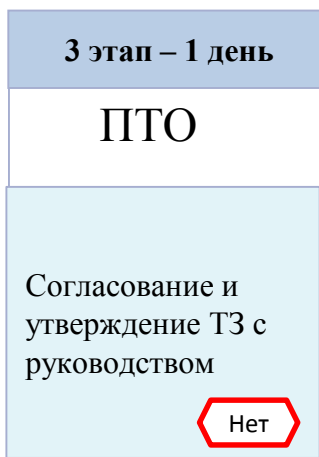 3 этап – 1 день
ПТО
Согласование и
утверждение ТЗ с
руководством
Нет